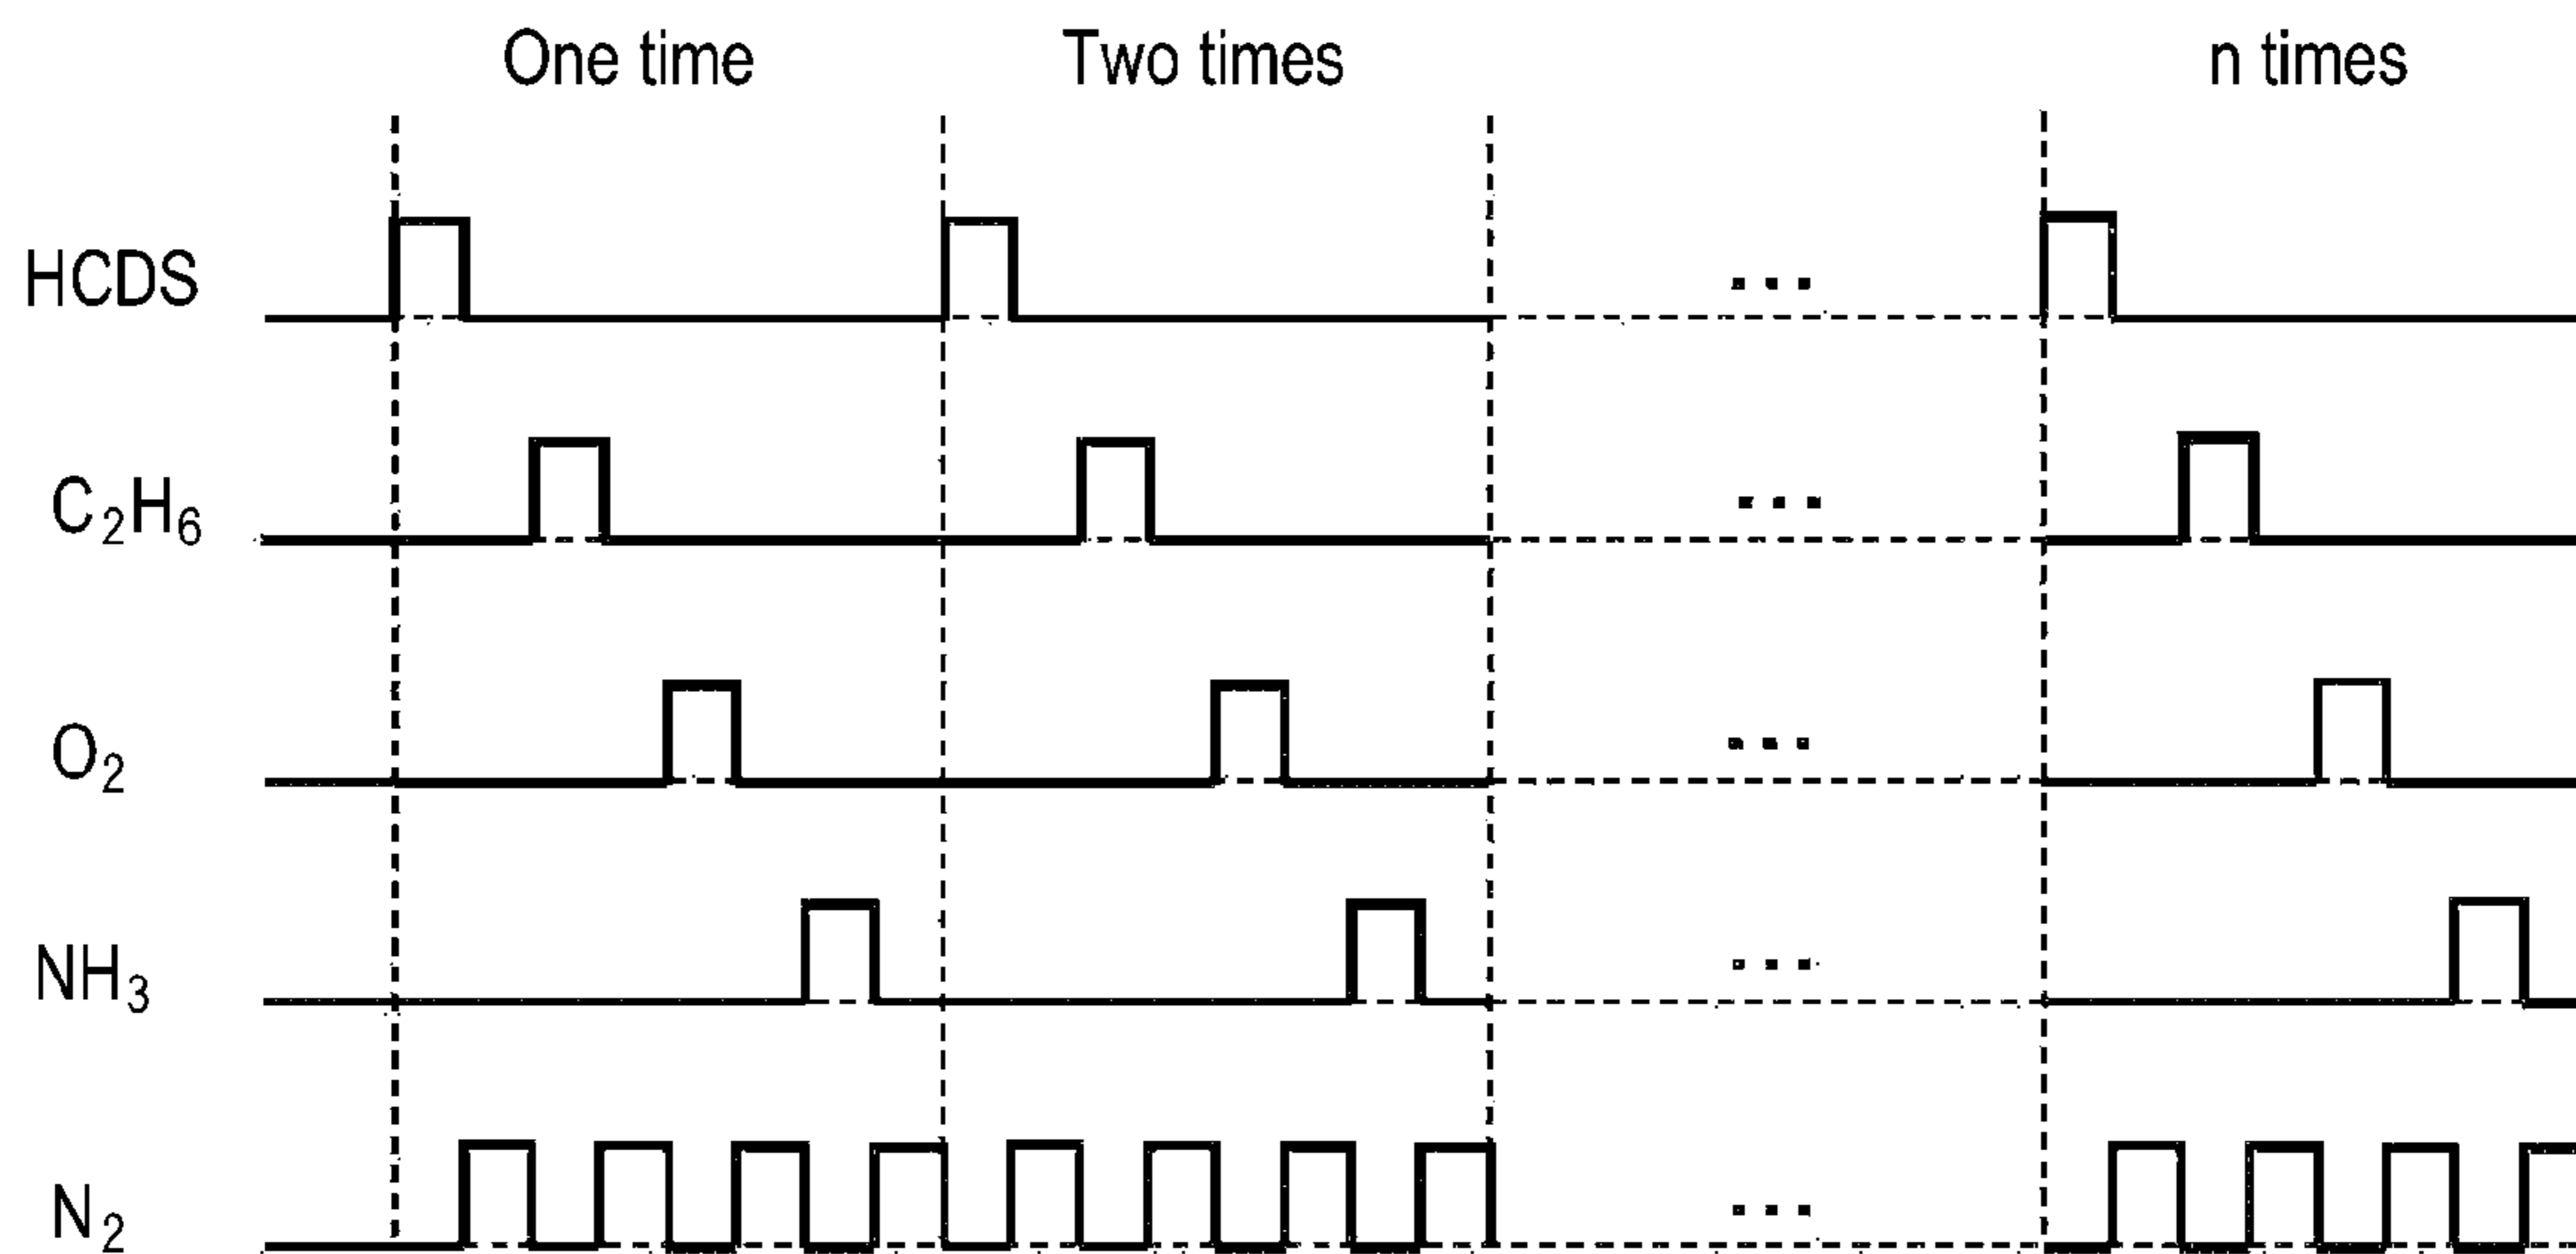 One time Two times n times
HCDS ...
C₂H₆ ...
O₂ ...
NH₃ ...
N₂ ...